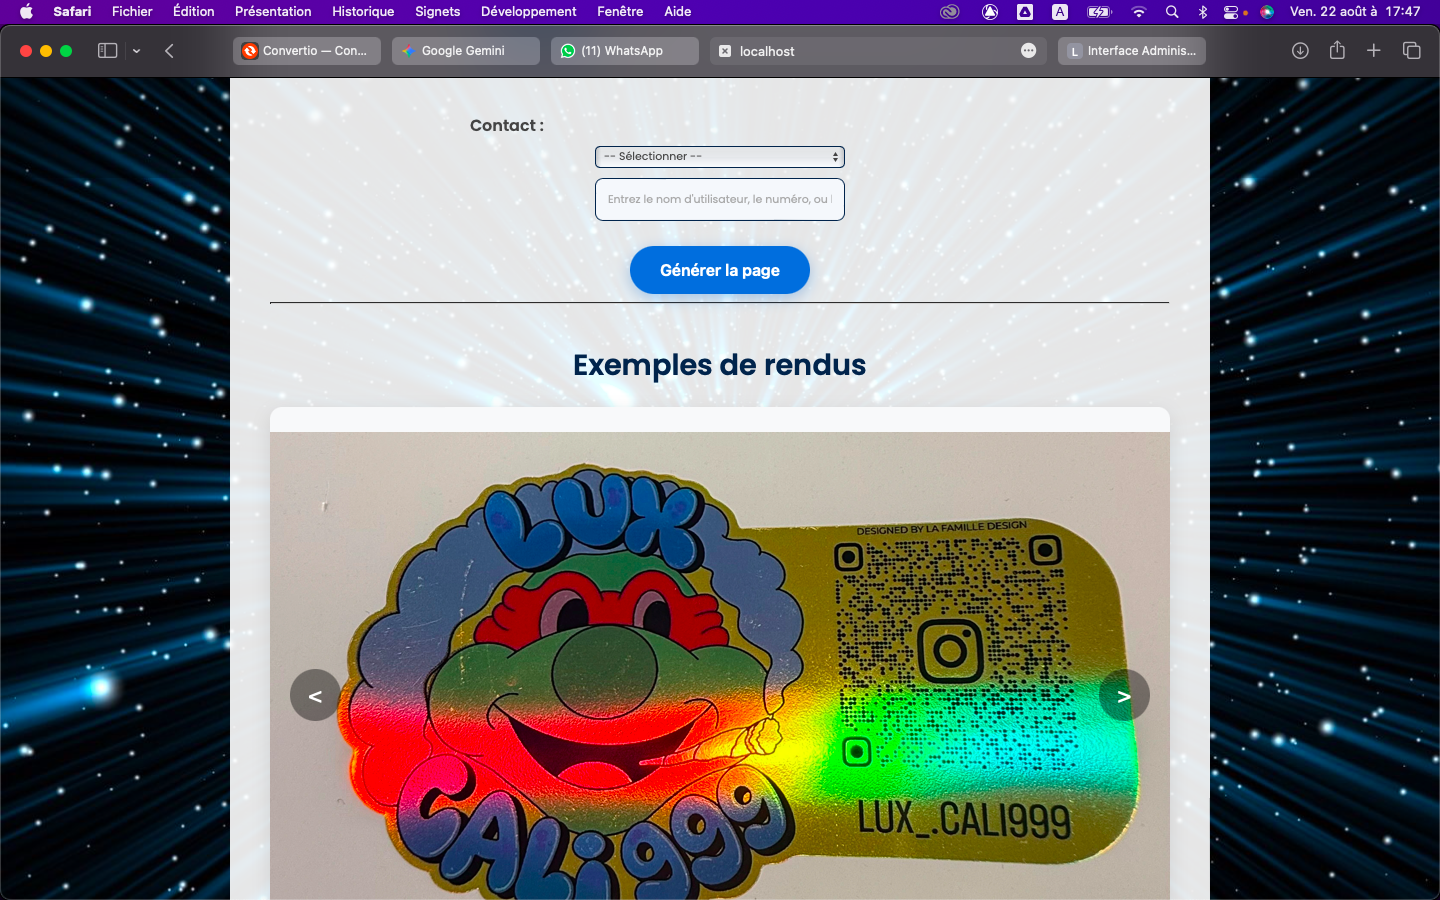 Safari Fichier Édition Présentation Historique Signets Développement Fenêtre Aide
A Ven. 22 août à 17:47
Convertio — Con...
Google Gemini
(11) WhatsApp
localhost
L Interface Adminis...
Contact :
-- Sélectionner --
Entrez le nom d'utilisateur, le numéro, ou l
Générer la page
Exemples de rendus
LUX
DESIGNED BY LA FAMILLE DESIGN
< >
CALI999
LUX_.CALI999